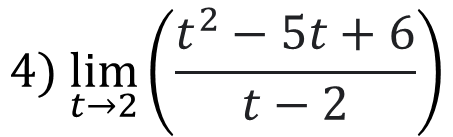 4) lim_{t→2} ( (t² − 5t + 6) / (t − 2) )